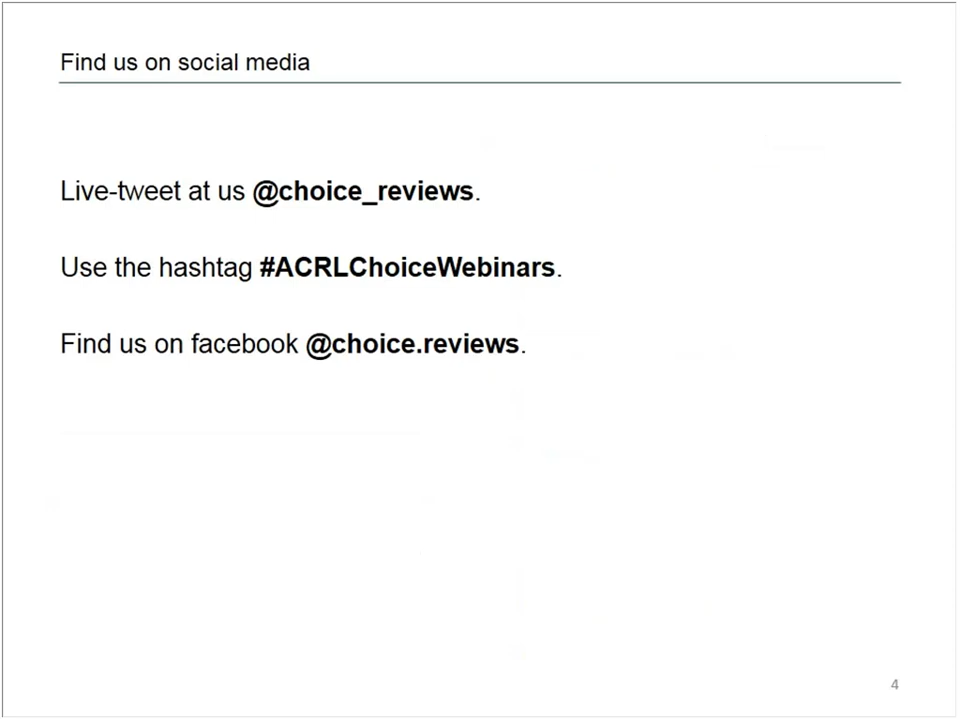 Find us on social media
Live-tweet at us @choice_reviews.
Use the hashtag #ACRLChoiceWebinars.
Find us on facebook @choice.reviews.
4